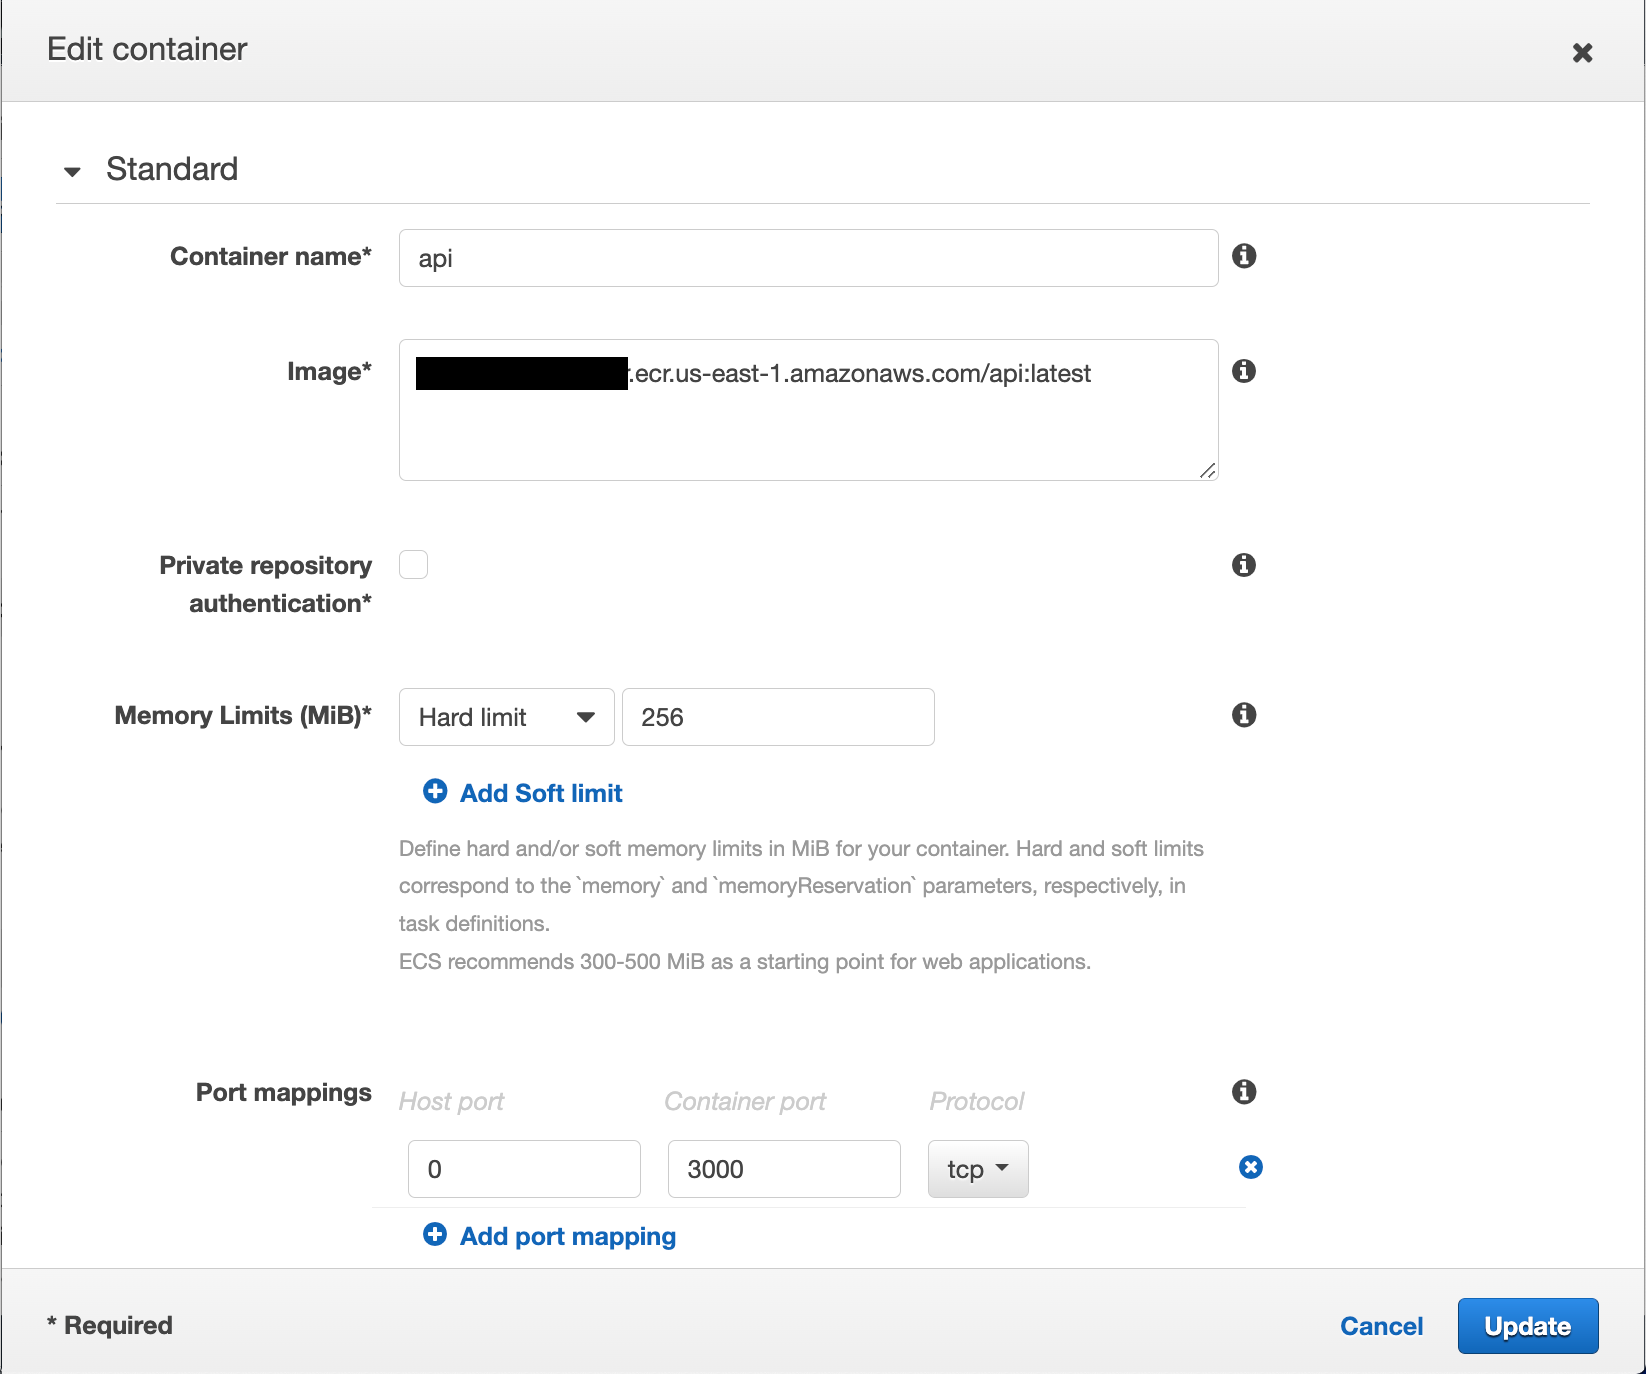 Edit container
Standard
Container name*
api
Image*
.ecr.us-east-1.amazonaws.com/api:latest
Private repository
authentication*
Memory Limits (MiB)*
Hard limit
256
Add Soft limit
Define hard and/or soft memory limits in MiB for your container. Hard and soft limits
correspond to the `memory` and `memoryReservation` parameters, respectively, in
task definitions.
ECS recommends 300-500 MiB as a starting point for web applications.
Port mappings
Host port
Container port
Protocol
0
3000
tcp
Add port mapping
* Required
Cancel
Update